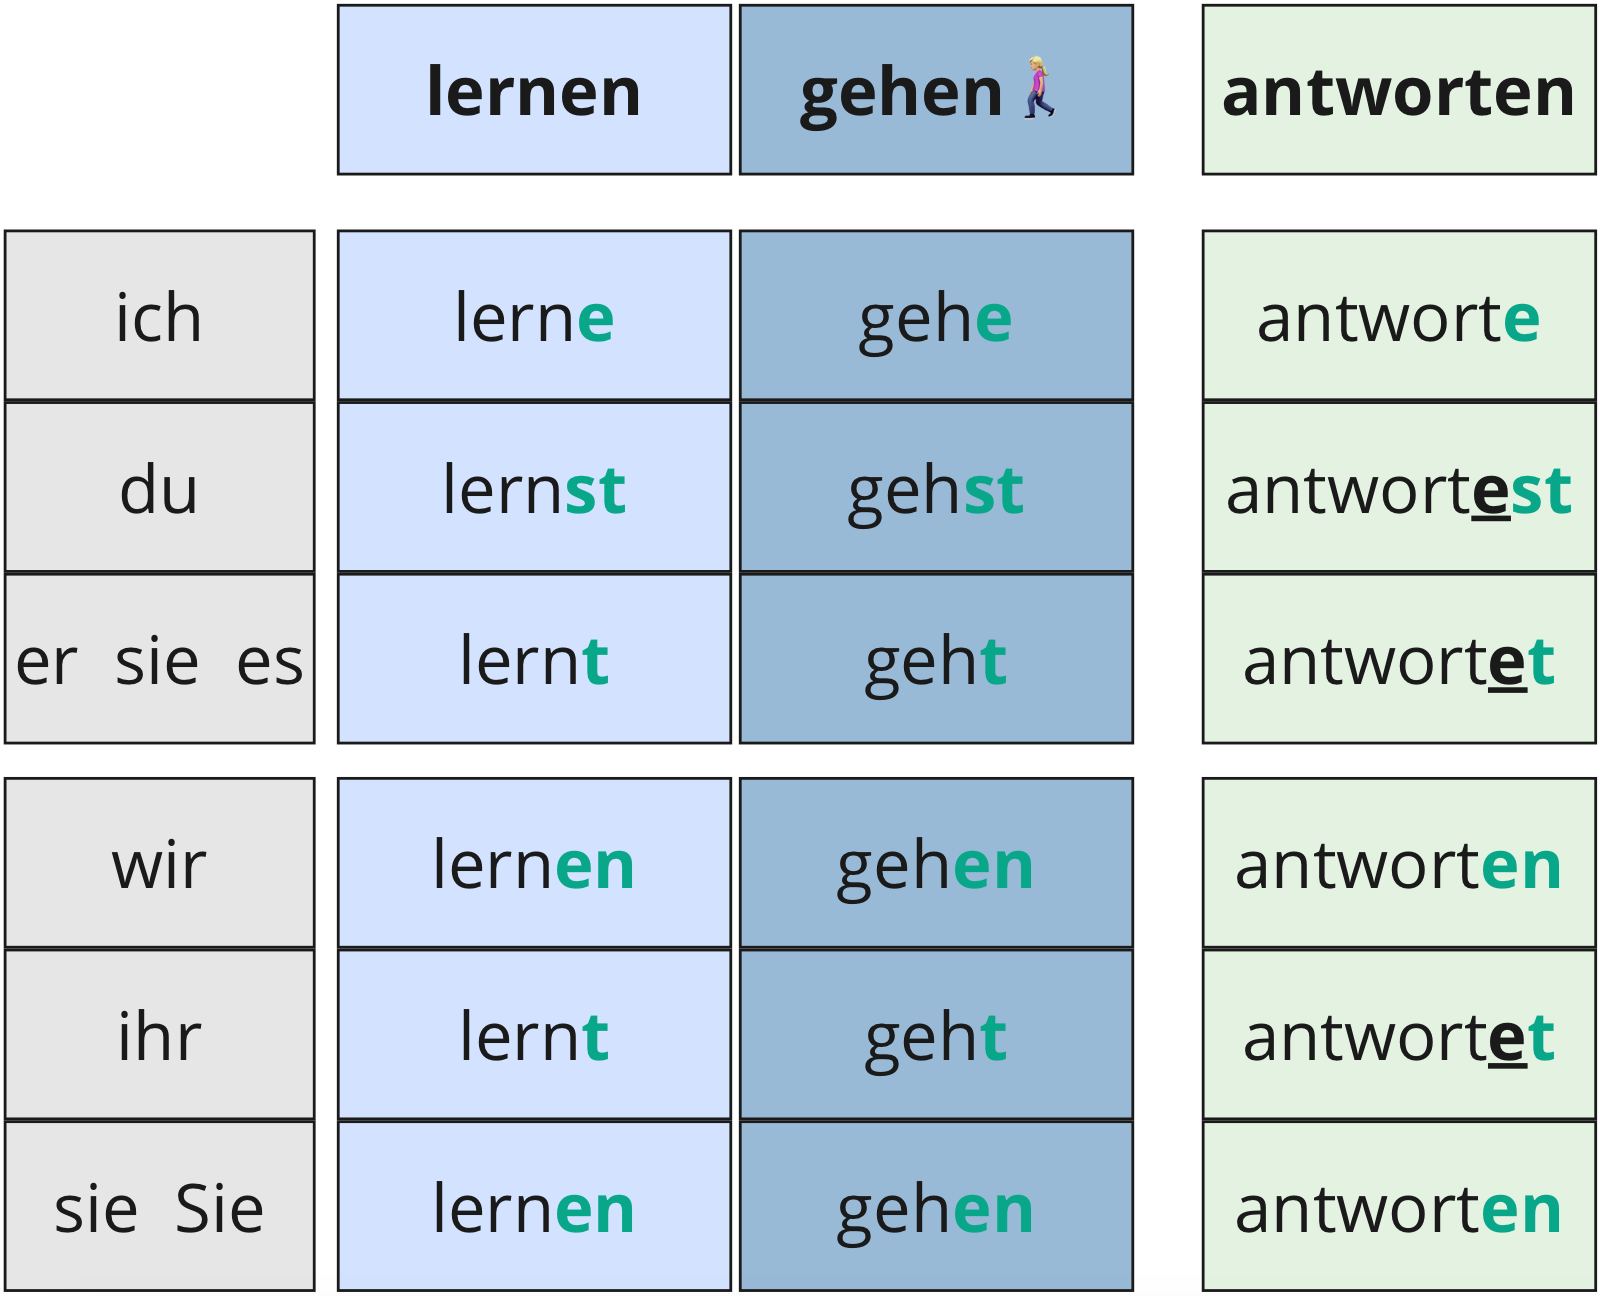 lernen gehen antworten
ich lerne gehe antworte
du lernst gehst antwortest
er sie es lernt geht antwortet
wir lernen gehen antworten
ihr lernt geht antwortet
sie Sie lernen gehen antworten